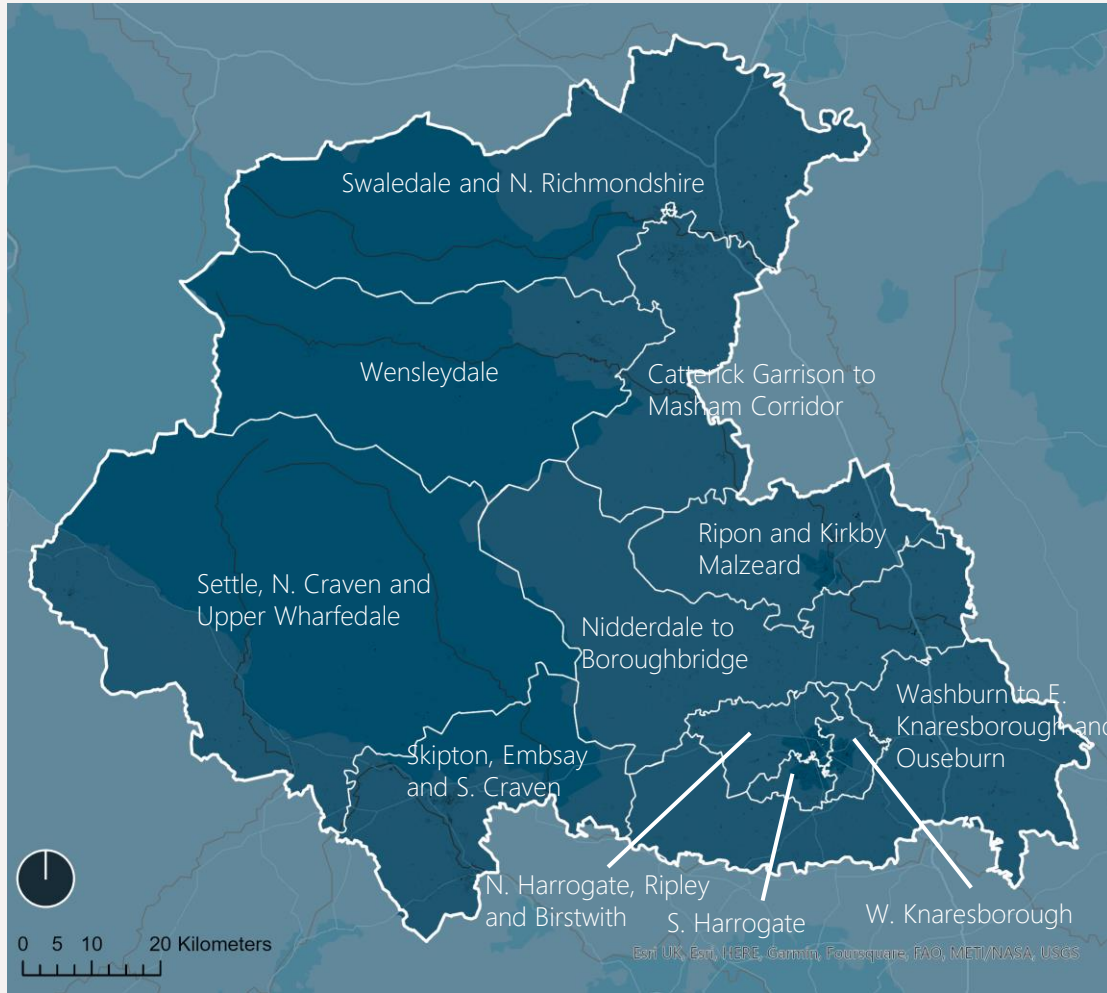 Swaledale and N. Richmondshire
Wensleydale
Catterick Garrison to
Masham Corridor
Ripon and Kirkby
Malzeard
Settle, N. Craven and
Upper Wharfedale
Nidderdale to
Boroughbridge
Washburn to E.
Knaresborough and
Ouseburn
Skipton, Embsay
and S. Craven
N. Harrogate, Ripley
and Birstwith
S. Harrogate
W. Knaresborough
0 5 10 20 Kilometers
Esri UK, Esri, HERE, Garmin, Foursquare, FAO, METI/NASA, USGS